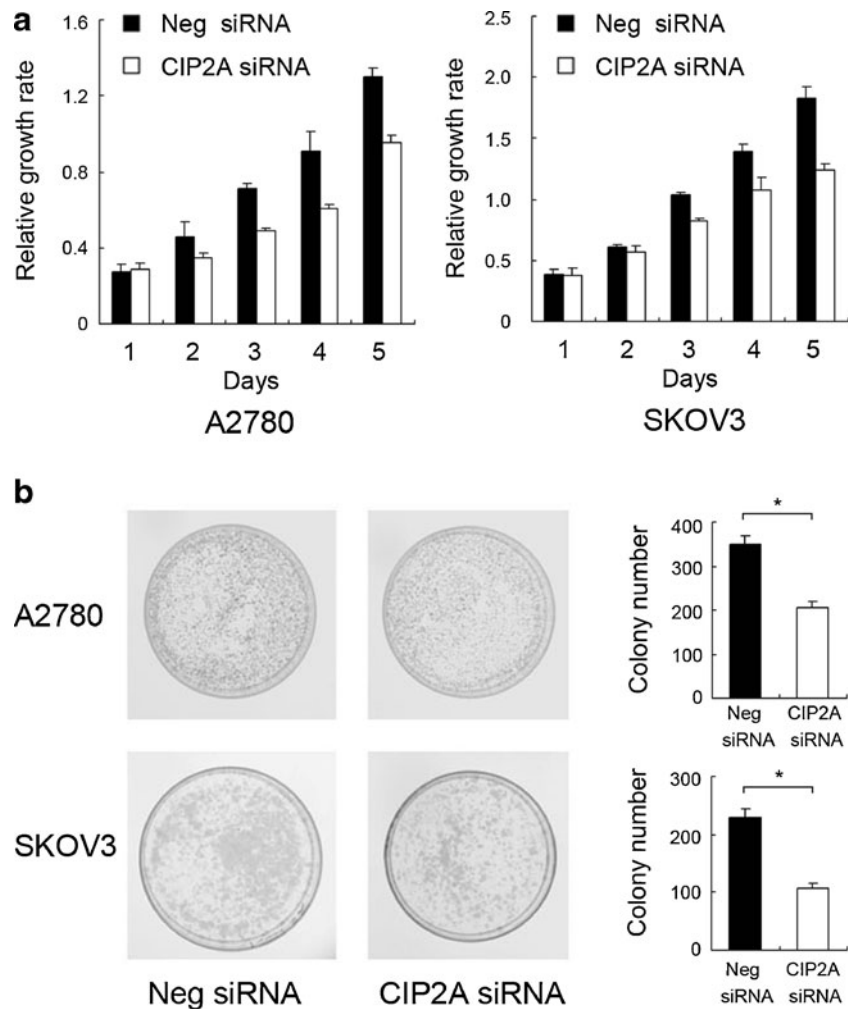 a
1.6
1.2
0.8
0.4
0
Relative growth rate
Neg siRNA
CIP2A siRNA
1 2 3 4 5
Days
A2780
2.5
2.0
1.5
1.0
0.5
0
Relative growth rate
Neg siRNA
CIP2A siRNA
1 2 3 4 5
Days
SKOV3
b
A2780
SKOV3
Neg siRNA
CIP2A siRNA
Colony number
400
300
200
100
0
*
Neg siRNA
CIP2A siRNA
Colony number
300
200
100
0
*
Neg siRNA
CIP2A siRNA